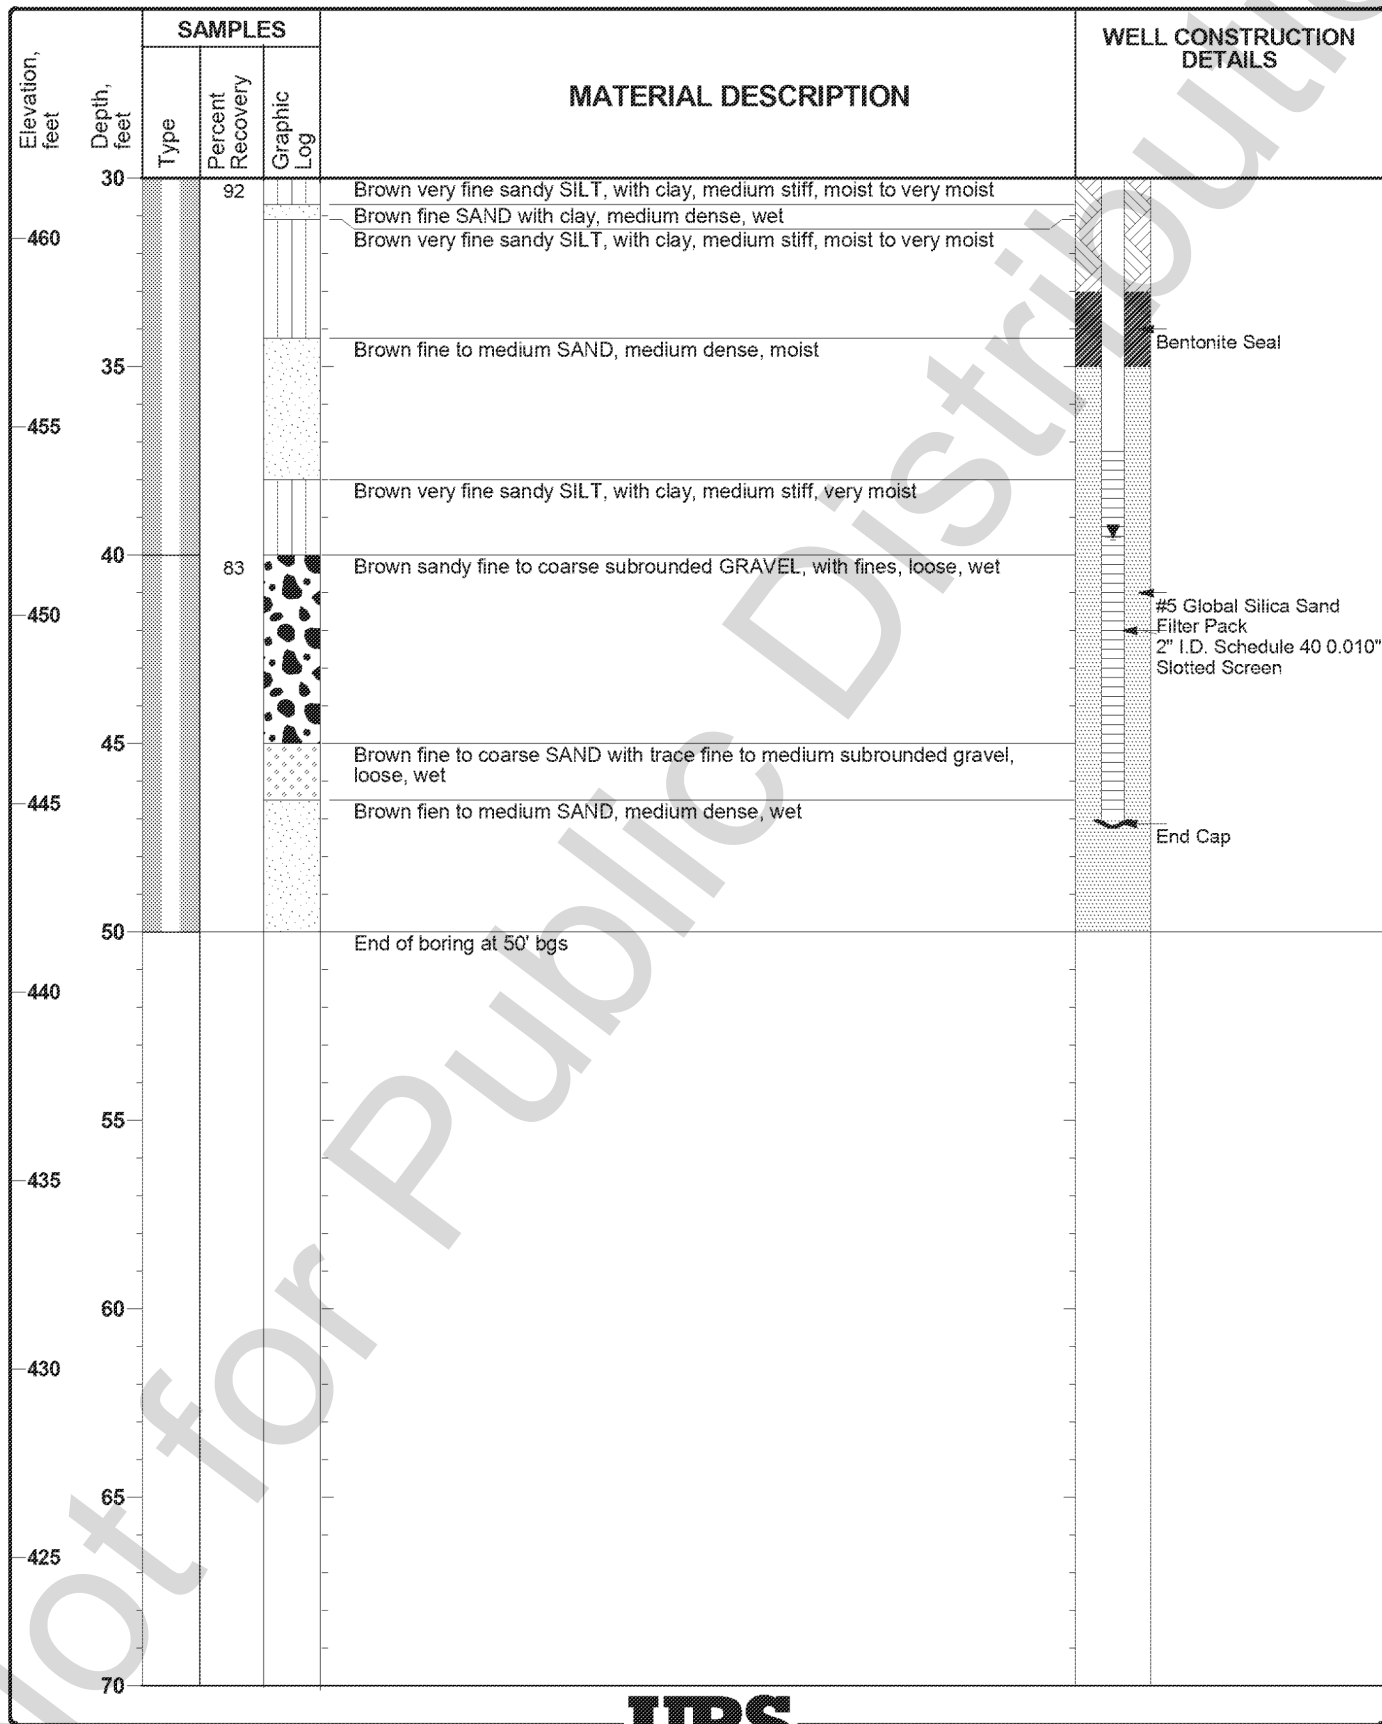 SAMPLES
WELL CONSTRUCTION
DETAILS
MATERIAL DESCRIPTION
Elevation,
feet
Depth,
feet
Type
Percent
Recovery
Graphic
Log
30
92
Brown very fine sandy SILT, with clay, medium stiff, moist to very moist
Brown fine SAND with clay, medium dense, wet
460
Brown very fine sandy SILT, with clay, medium stiff, moist to very moist
Bentonite Seal
Brown fine to medium SAND, medium dense, moist
35
455
Brown very fine sandy SILT, with clay, medium stiff, very moist
40
83
Brown sandy fine to coarse subrounded GRAVEL, with fines, loose, wet
450
#5 Global Silica Sand
Filter Pack
2" I.D. Schedule 40 0.010"
Slotted Screen
45
Brown fine to coarse SAND with trace fine to medium subrounded gravel,
loose, wet
445
Brown fien to medium SAND, medium dense, wet
End Cap
50
End of boring at 50' bgs
440
55
435
60
430
65
425
70
URS
ot for Public Distributi